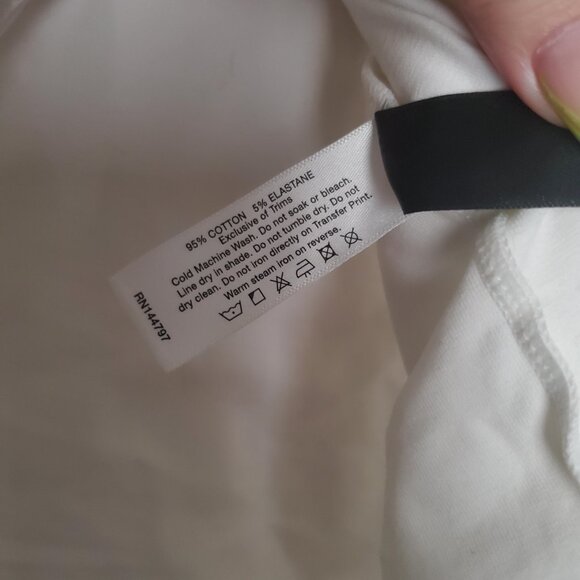 95% COTTON 5% ELASTANE
Exclusive of Trims
Cold Machine Wash. Do not soak or bleach.
Line dry in shade. Do not tumble dry. Do not
dry clean. Do not iron directly on Transfer Print.
Warm steam iron on reverse.
RN144797